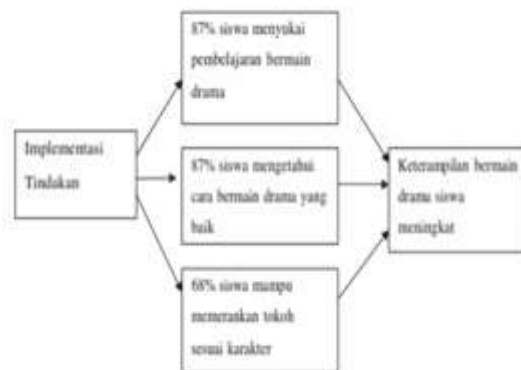 87% siswa menyukai
pembelajaran bermain
drama
Implementasi
Tindakan
87% siswa mengetahui
cara bermain drama yang
baik
Keterampilan bermain
drama siswa
meningkat
68% siswa mampu
memerankan tokoh
sesuai karakter